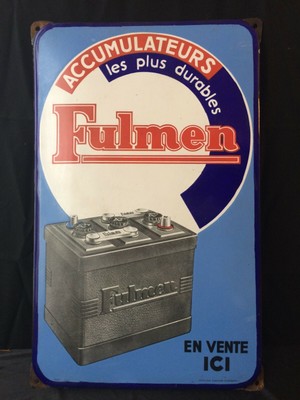 ACCUMULATEURS
les plus durables
Fulmen
Fulmen
EN VENTE
ICI